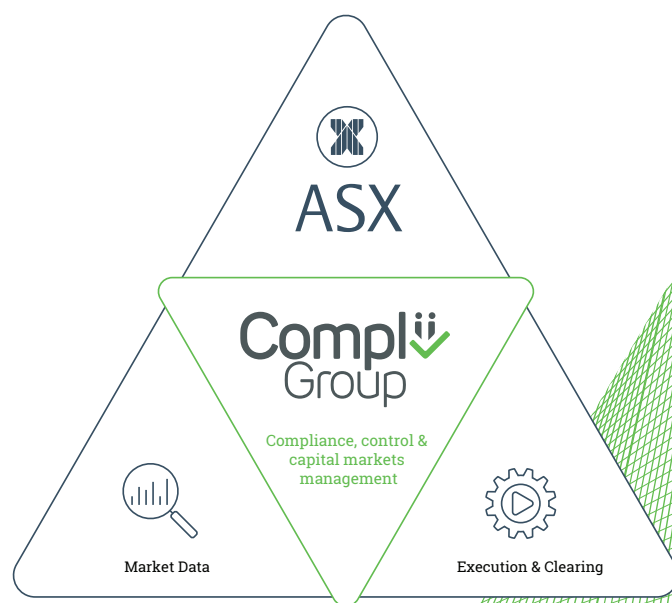 ASX
Complii
Group
Compliance, control &
capital markets
management
Market Data
Execution & Clearing